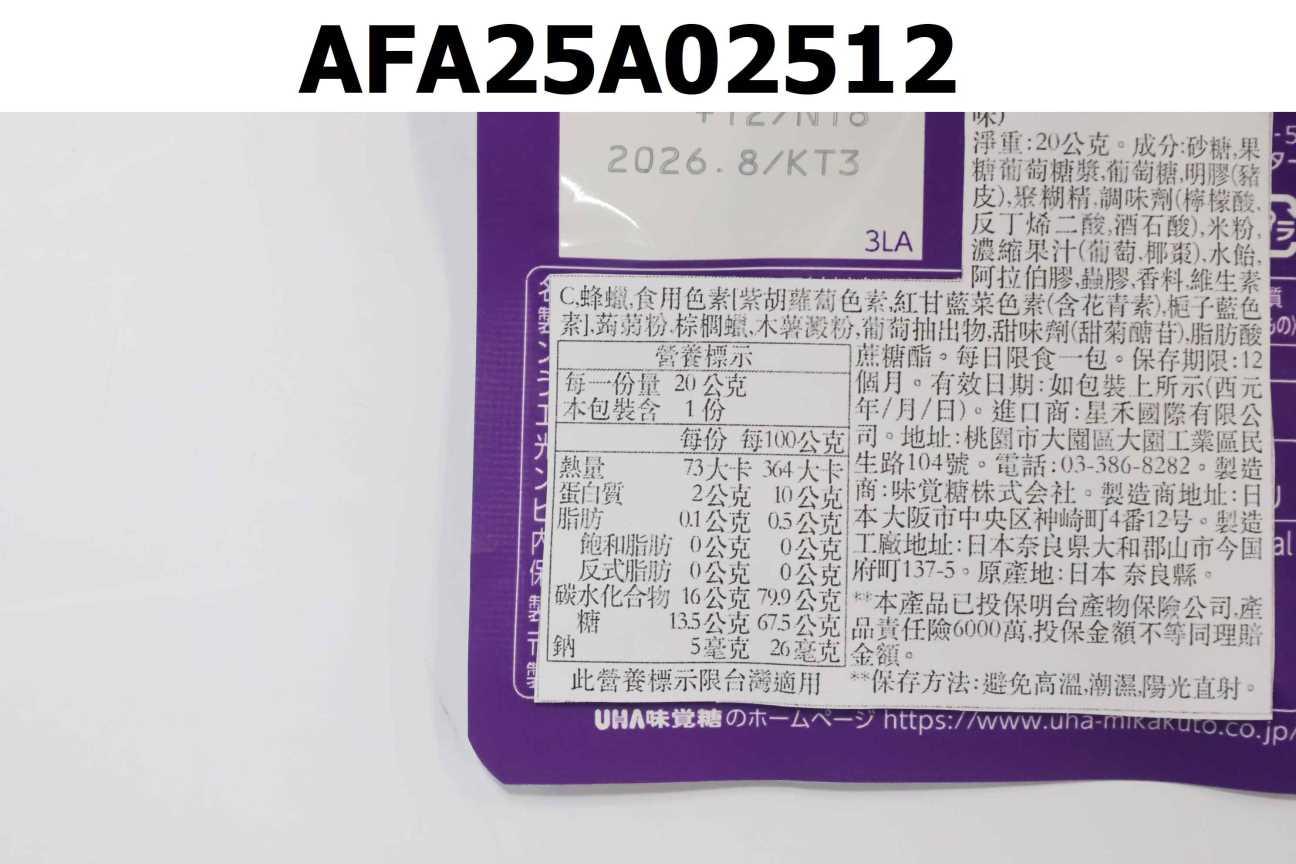 AFA25A02512
+12/N16
2026.8/KT3
3LA
味)
淨重:20公克。成分:砂糖,果
糖葡萄糖漿,葡萄糖,明膠(豬
皮),聚糊精,調味劑(檸檬酸,
反丁烯二酸,酒石酸),米粉,
濃縮果汁(葡萄.椰棗),水飴,
阿拉伯膠,蟲膠,香料,維生素
C,蜂蠟,食用色素[紫胡蘿蔔色素,紅甘藍菜色素(含花青素),梔子藍色
素],蒟蒻粉,棕櫚蠟,木薯澱粉,葡萄抽出物,甜味劑(甜菊醣苷),脂肪酸
蔗糖酯。每日限食一包。保存期限:12
個月。有效日期:如包裝上所示(西元
年/月/日)。進口商:星禾國際有限公
司。地址:桃園市大園區大園工業區民
生路104號。電話:03-386-8282。製造
商:味覚糖株式会社。製造商地址:日
本大阪市中央区神崎町4番12号。製造
工廠地址:日本奈良県大和郡山市今国
府町137-5。原產地:日本 奈良縣。
**本產品已投保明台產物保險公司,產
品責任險6000萬,投保金額不等同理賠
金額。
**保存方法:避免高溫,潮濕,陽光直射。
營養標示
每一份量 20 公克
本包裝含 1 份
每份 每100公克
熱量 73大卡 364大卡
蛋白質 2公克 10公克
脂肪 0.1公克 0.5公克
飽和脂肪 0公克 0公克
反式脂肪 0公克 0公克
碳水化合物 16公克 79.9公克
糖 13.5公克 67.5公克
鈉 5毫克 26毫克
此營養標示限台灣適用
UHA味覚糖のホームページ https://www.uha-mikakuto.co.jp/